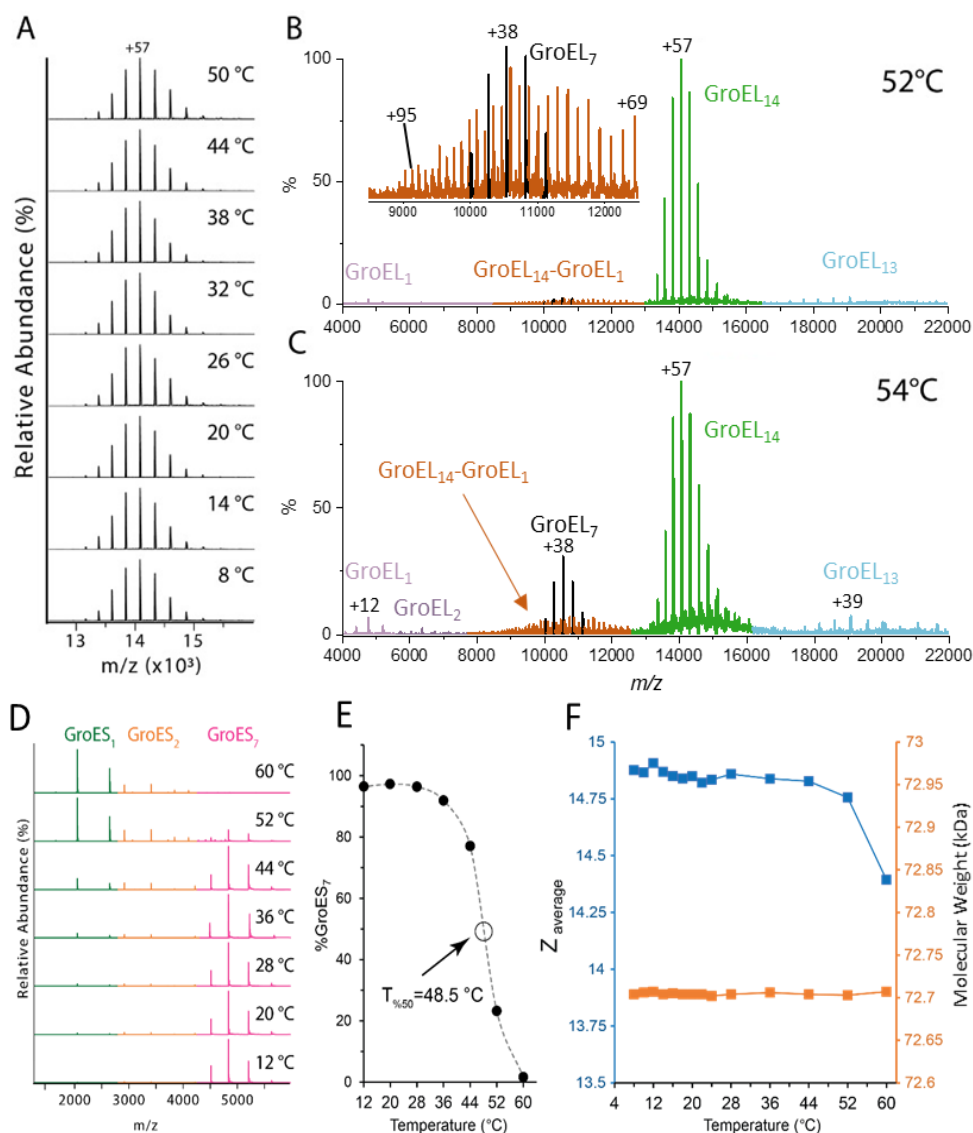 A
+57
50 °C
44 °C
38 °C
32 °C
26 °C
20 °C
14 °C
8 °C
Relative Abundance (%)
13 14 15
m/z (x10³)
B
52°C
+38
GroEL₇
+95
+69
9000 10000 11000 12000
+57
GroEL₁₄
100
50
0
%
GroEL₁
GroEL₁₄-GroEL₁
GroEL₁₃
4000 6000 8000 10000 12000 14000 16000 18000 20000 22000
C
54°C
+57
GroEL₁₄
GroEL₁₄-GroEL₁
GroEL₇
+38
100
50
0
%
GroEL₁
+12
GroEL₂
GroEL₁₃
+39
4000 6000 8000 10000 12000 14000 16000 18000 20000 22000
m/z
D
GroES₁ GroES₂ GroES₇
60 °C
52 °C
44 °C
36 °C
28 °C
20 °C
12 °C
Relative Abundance (%)
2000 3000 4000 5000
m/z
E
100
80
60
40
20
0
%GroES₇
T%50=48.5 °C
12 20 28 36 44 52 60
Temperature (°C)
F
15
14.75
14.5
14.25
14
13.75
13.5
Z average
73
72.95
72.9
72.85
72.8
72.75
72.7
72.65
72.6
Molecular Weight (kDa)
4 12 20 28 36 44 52 60
Temperature (°C)